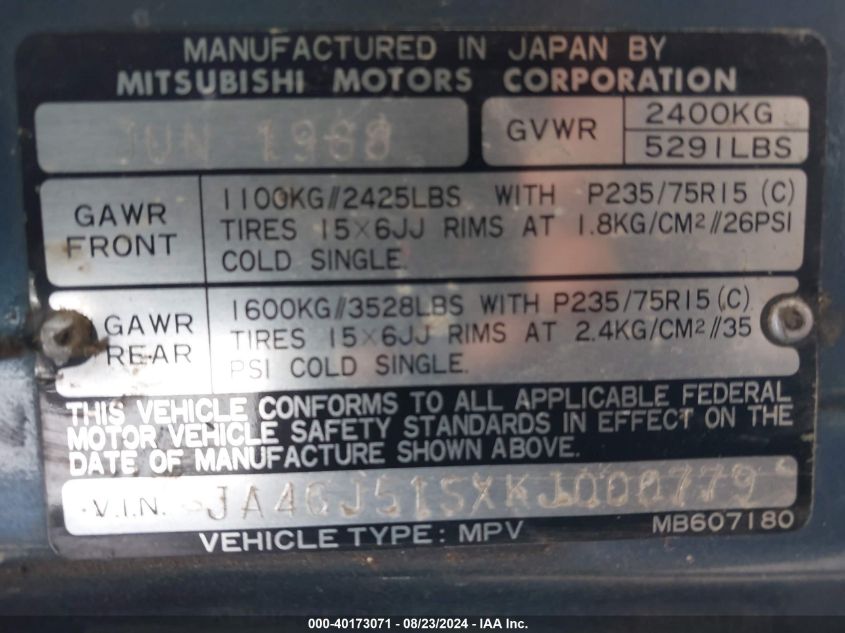 MANUFACTURED IN JAPAN BY
MITSUBISHI MOTORS CORPORATION
JUN 1988
GVWR
2400KG
5291LBS
GAWR
FRONT
1100KG//2425LBS WITH P235/75R15 (C)
TIRES 15×6JJ RIMS AT 1.8KG/CM²//26PSI
COLD SINGLE.
GAWR
REAR
1600KG//3528LBS WITH P235/75R15 (C)
TIRES 15×6JJ RIMS AT 2.4KG/CM²//35
PSI COLD SINGLE.
THIS VEHICLE CONFORMS TO ALL APPLICABLE FEDERAL
MOTOR VEHICLE SAFETY STANDARDS IN EFFECT ON THE
DATE OF MANUFACTURE SHOWN ABOVE.
V.I.N. JA4GJ51SXKJ000779
VEHICLE TYPE: MPV
MB607180
000-40173071 - 08/23/2024 - IAA Inc.